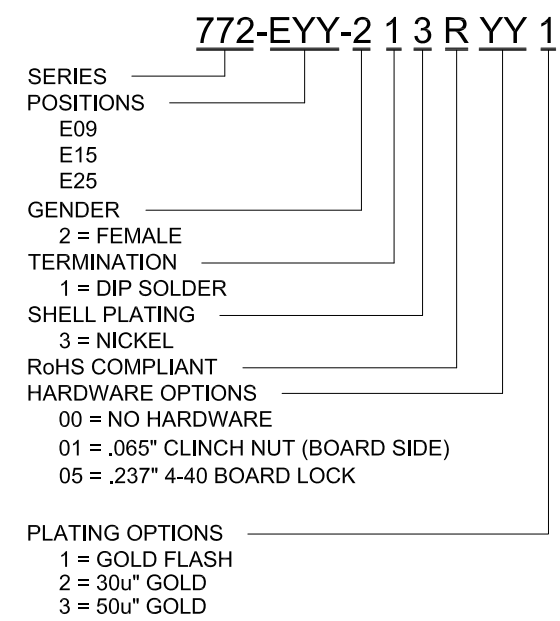 772-EYY-2 1 3 R YY 1
SERIES
POSITIONS
E09
E15
E25
GENDER
2 = FEMALE
TERMINATION
1 = DIP SOLDER
SHELL PLATING
3 = NICKEL
RoHS COMPLIANT
HARDWARE OPTIONS
00 = NO HARDWARE
01 = .065" CLINCH NUT (BOARD SIDE)
05 = .237" 4-40 BOARD LOCK
PLATING OPTIONS
1 = GOLD FLASH
2 = 30u" GOLD
3 = 50u" GOLD